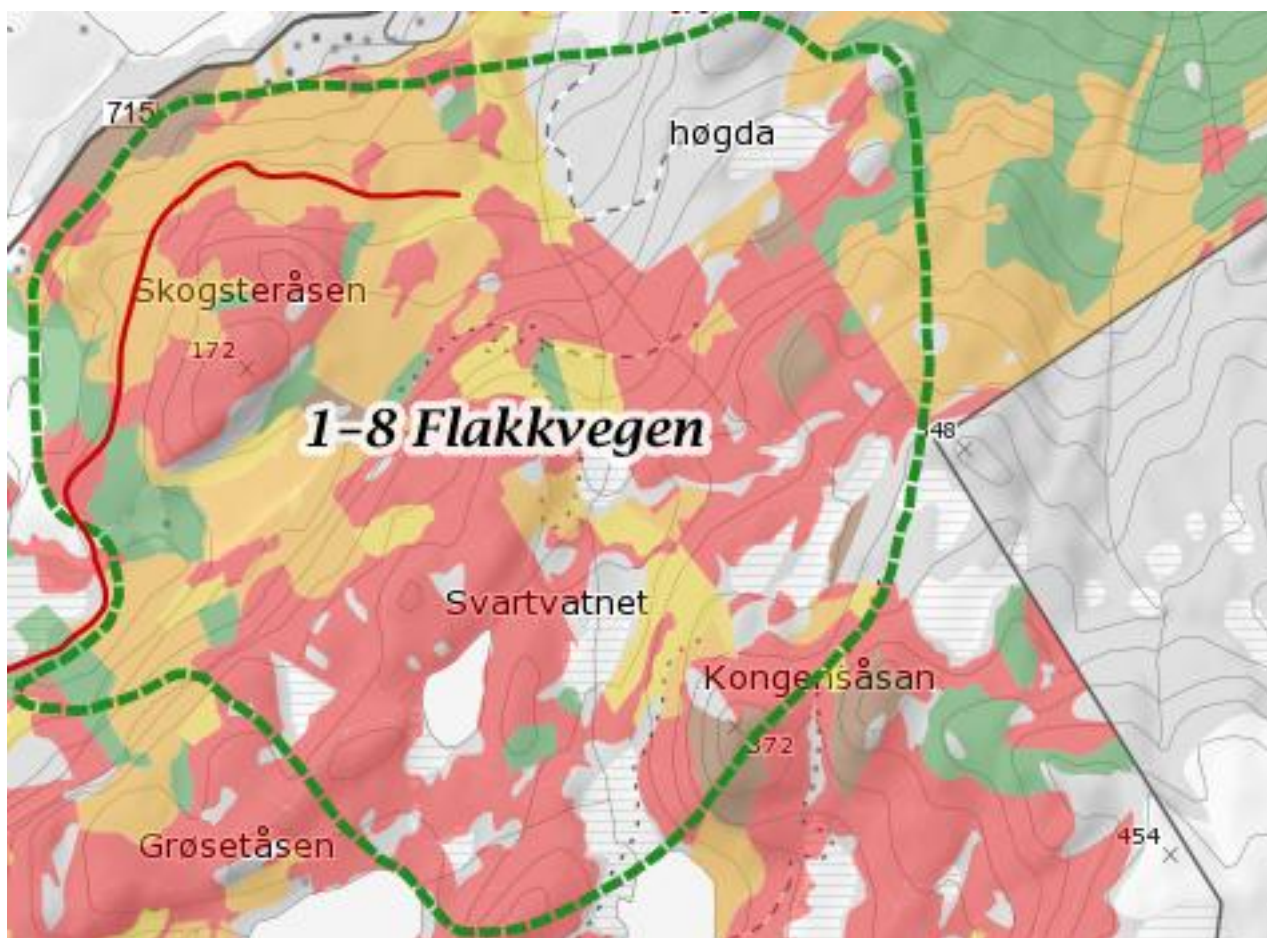 715
høgda
Skogsteråsen
172
1-8 Flakkvegen
48
Svartvatnet
Kongensåsan
372
454
Grøsetåsen